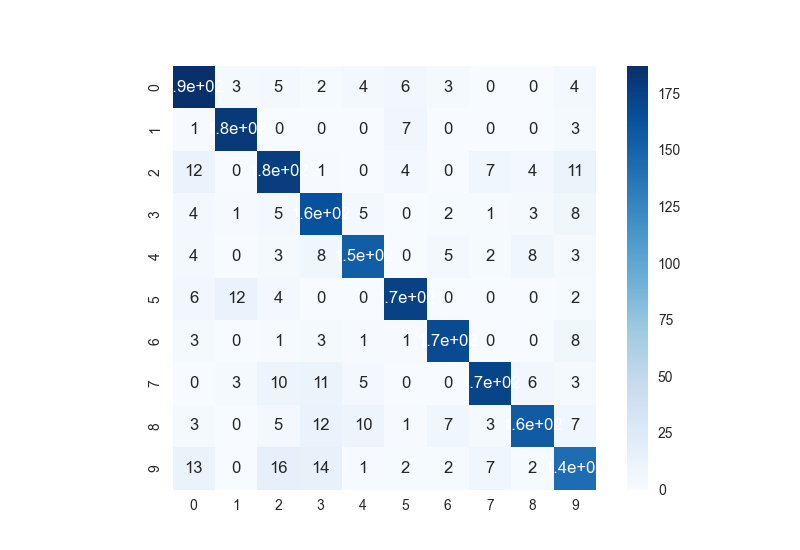 0 .9e+0 3 5 2 4 6 3 0 0 4 175
1 1 .8e+0 0 0 0 7 0 0 0 3 150
2 12 0 .8e+0 1 0 4 0 7 4 11 125
3 4 1 5 .6e+0 5 0 2 1 3 8 100
4 4 0 3 8 .5e+0 0 5 2 8 3
5 6 12 4 0 0 .7e+0 0 0 0 2 75
6 3 0 1 3 1 1 .7e+0 0 0 8
7 0 3 10 11 5 0 0 .7e+0 6 3 50
8 3 0 5 12 10 1 7 3 .6e+0 7 25
9 13 0 16 14 1 2 2 7 2 .4e+0 0
0 1 2 3 4 5 6 7 8 9